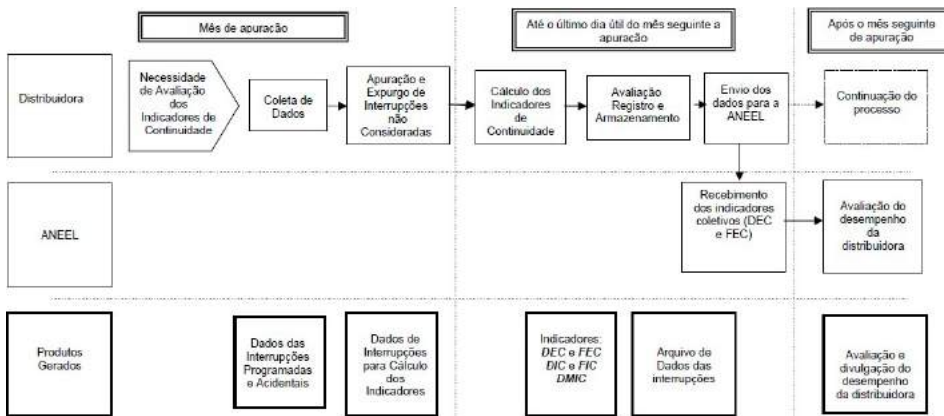 Mês de apuração
Até o último dia útil do mês seguinte a
apuração
Após o mês seguinte
de apuração
Distribuidora
Necessidade
de Avaliação
dos
Indicadores de
Continuidade
Coleta de
Dados
Apuração e
Expurgo de
Interrupções
não
Consideradas
Cálculo dos
Indicadores
de
Continuidade
Avaliação
Registro e
Armazenamento
Envio dos
dados para a
ANEEL
Continuação do
processo
ANEEL
Recebimento
dos indicadores
coletivos (DEC
e FEC)
Avaliação do
desempenho
da
distribuidora
Produtos
Gerados
Dados das
Interrupções
Programadas
e Acidentais
Dados de
Interrupções
para Cálculo
dos
Indicadores
Indicadores:
DEC e FEC
DIC e FIC
DMIC
Arquivo de
Dados das
interrupções
Avaliação e
divulgação do
desempenho
da distribuidora